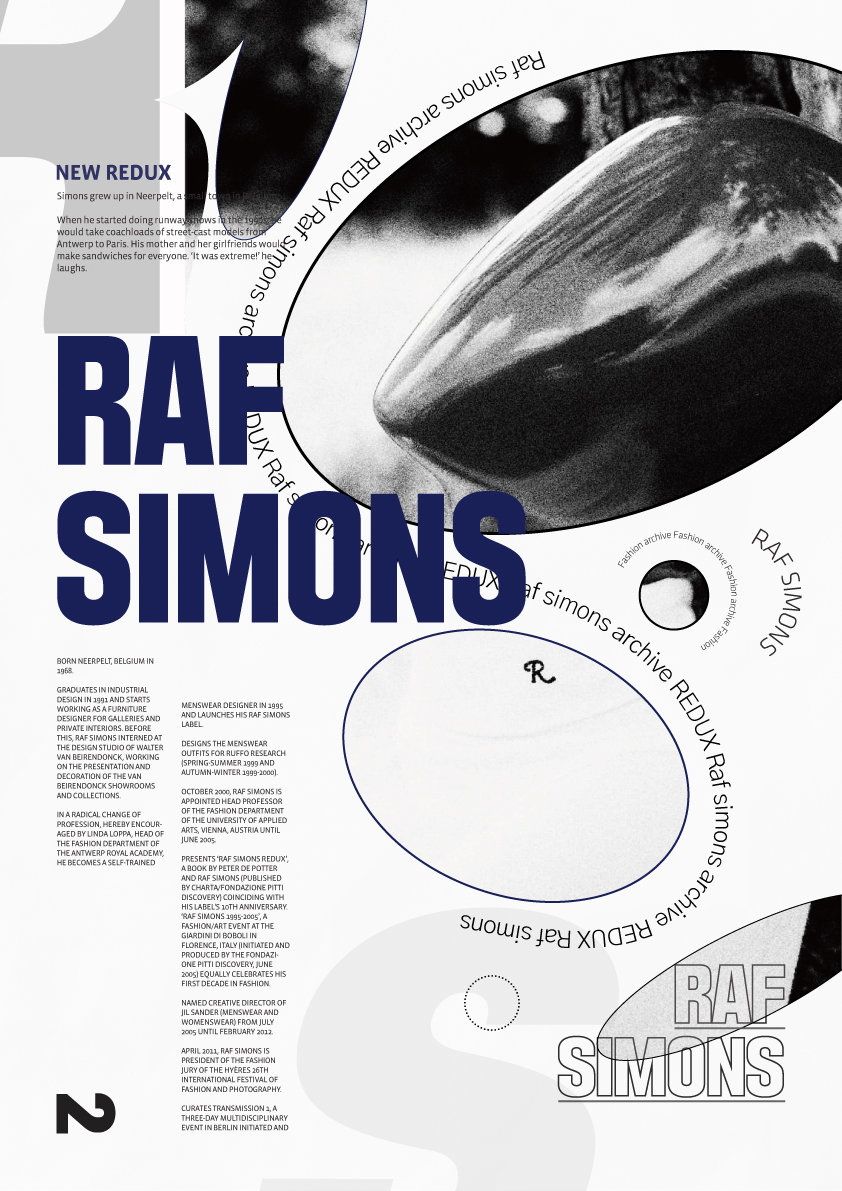 Raf simons archive REDUX Raf simons archive REDUX Raf simons archive REDUX Raf simons archive REDUX Raf simons archive REDUX Raf simons
NEW REDUX
Simons grew up in Neerpelt, a small town in
When he started doing runway shows in the 1990s, he
would take coachloads of street-cast models from
Antwerp to Paris. His mother and her girlfriends would
make sandwiches for everyone. ‘It was extreme!’ he
laughs.
RAF
SIMONS
Fashion archive Fashion archive Fashion archive Fashion
RAF SIMONS
R
BORN NEERPELT, BELGIUM IN
1968.
GRADUATES IN INDUSTRIAL
DESIGN IN 1991 AND STARTS
WORKING AS A FURNITURE
DESIGNER FOR GALLERIES AND
PRIVATE INTERIORS. BEFORE
THIS, RAF SIMONS INTERNED AT
THE DESIGN STUDIO OF WALTER
VAN BEIRENDONCK, WORKING
ON THE PRESENTATION AND
DECORATION OF THE VAN
BEIRENDONCK SHOWROOMS
AND COLLECTIONS.
IN A RADICAL CHANGE OF
PROFESSION, HEREBY ENCOUR-
AGED BY LINDA LOPPA, HEAD OF
THE FASHION DEPARTMENT OF
THE ANTWERP ROYAL ACADEMY,
HE BECOMES A SELF-TRAINED
MENSWEAR DESIGNER IN 1995
AND LAUNCHES HIS RAF SIMONS
LABEL.
DESIGNS THE MENSWEAR
OUTFITS FOR RUFFO RESEARCH
(SPRING-SUMMER 1999 AND
AUTUMN-WINTER 1999-2000).
OCTOBER 2000, RAF SIMONS IS
APPOINTED HEAD PROFESSOR
OF THE FASHION DEPARTMENT
OF THE UNIVERSITY OF APPLIED
ARTS, VIENNA, AUSTRIA UNTIL
JUNE 2005.
PRESENTS ‘RAF SIMONS REDUX’,
A BOOK BY PETER DE POTTER
AND RAF SIMONS (PUBLISHED
BY CHARTA/FONDAZIONE PITTI
DISCOVERY) COINCIDING WITH
HIS LABEL’S 10TH ANNIVERSARY.
‘RAF SIMONS 1995-2005’, A
FASHION/ART EVENT AT THE
GIARDINI DI BOBOLI IN
FLORENCE, ITALY (INITIATED AND
PRODUCED BY THE FONDAZI-
ONE PITTI DISCOVERY, JUNE
2005) EQUALLY CELEBRATES HIS
FIRST DECADE IN FASHION.
NAMED CREATIVE DIRECTOR OF
JIL SANDER (MENSWEAR AND
WOMENSWEAR) FROM JULY
2005 UNTIL FEBRUARY 2012.
APRIL 2011, RAF SIMONS IS
PRESIDENT OF THE FASHION
JURY OF THE HYÈRES 26TH
INTERNATIONAL FESTIVAL OF
FASHION AND PHOTOGRAPHY.
CURATES TRANSMISSION 1, A
THREE-DAY MULTIDISCIPLINARY
EVENT IN BERLIN INITIATED AND
RAF
SIMONS
2